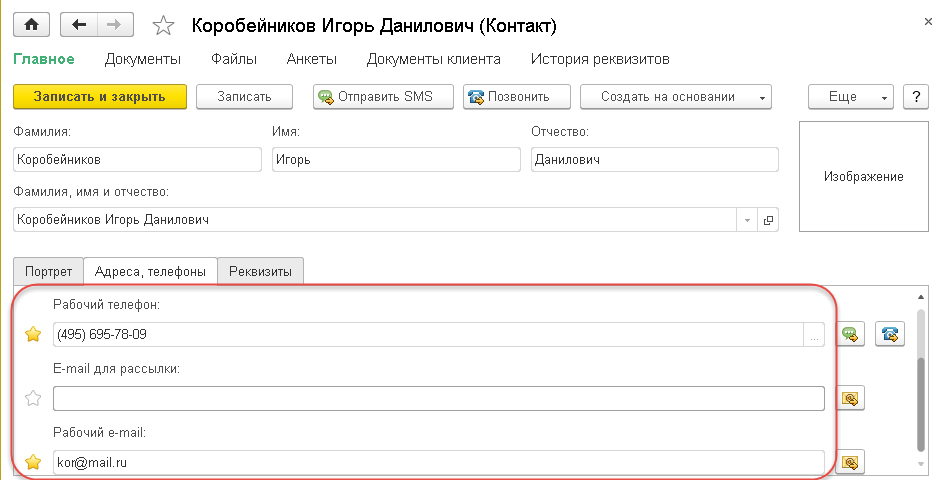 Коробейников Игорь Данилович (Контакт)
Главное Документы Файлы Анкеты Документы клиента История реквизитов
Записать и закрыть Записать Отправить SMS Позвонить Создать на основании Еще ?
Фамилия: Имя: Отчество:
Коробейников Игорь Данилович
Изображение
Фамилия, имя и отчество:
Коробейников Игорь Данилович
Портрет Адреса, телефоны Реквизиты
Рабочий телефон:
(495) 695-78-09 ...
E-mail для рассылки:
Рабочий e-mail:
kor@mail.ru